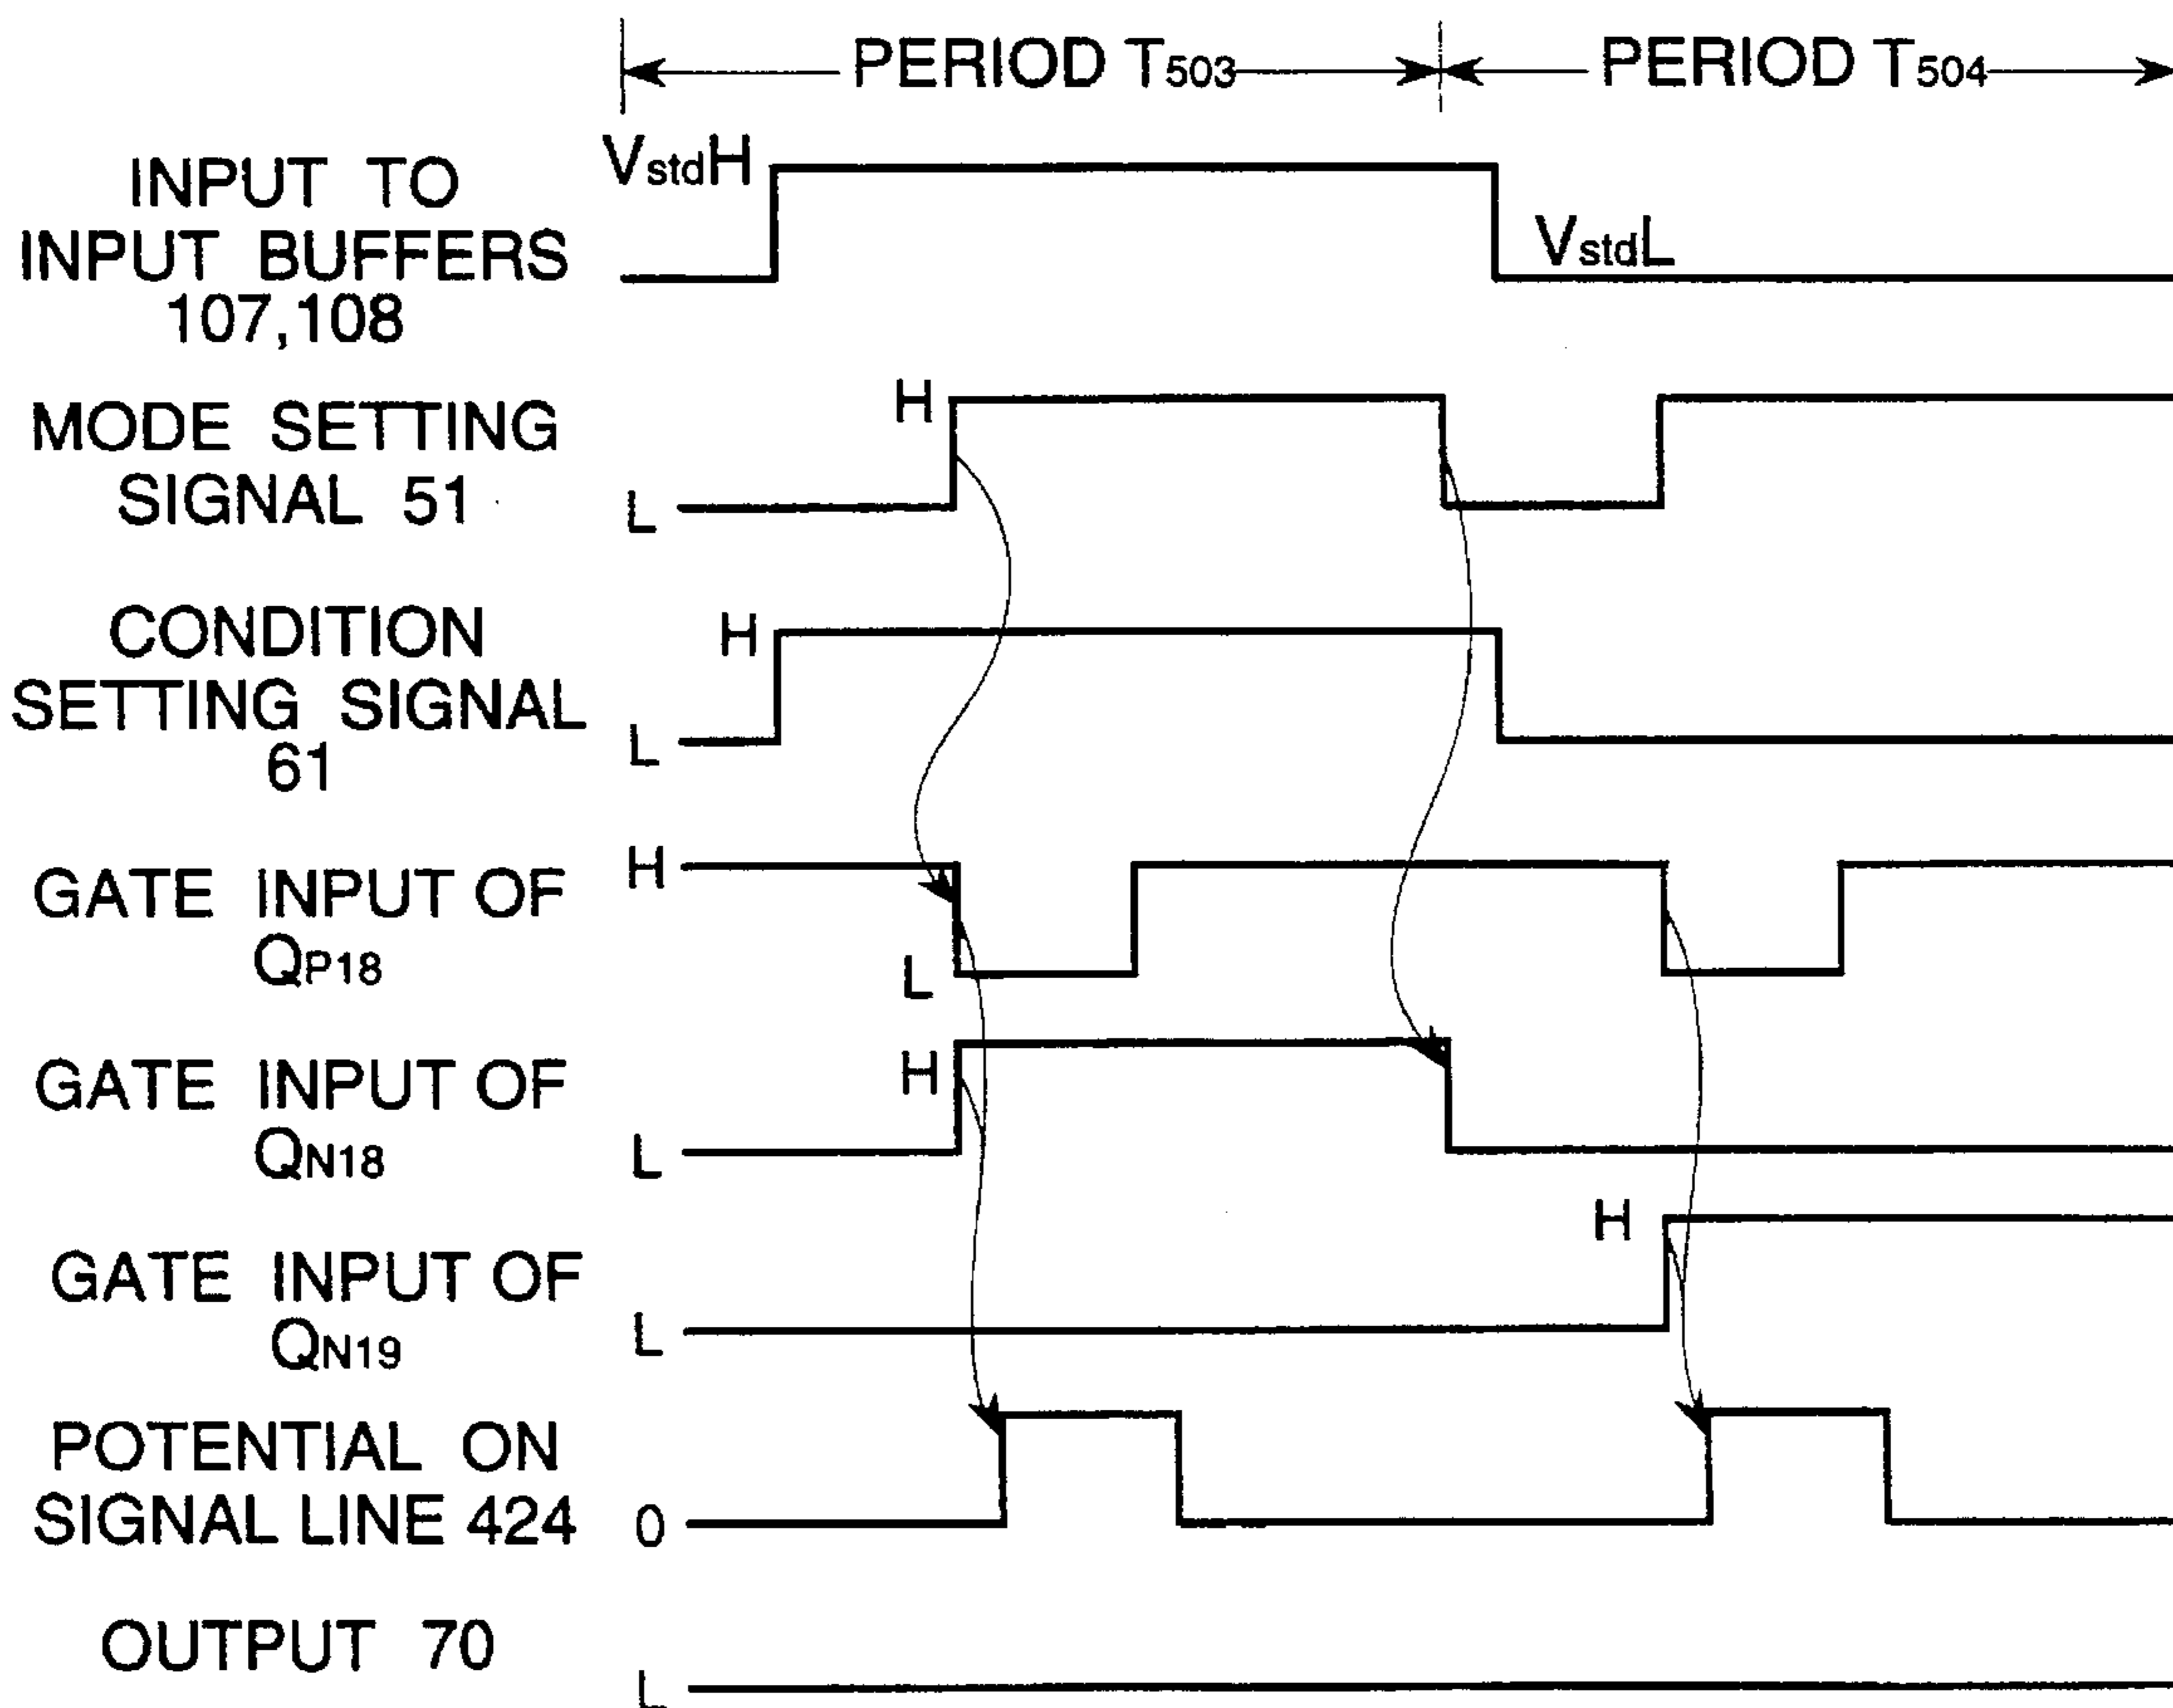 PERIOD T503 PERIOD T504
INPUT TO
INPUT BUFFERS
107,108
VstdH
VstdL
MODE SETTING
SIGNAL 51
H
L
CONDITION
SETTING SIGNAL
61
H
L
GATE INPUT OF
QP18
H
L
GATE INPUT OF
QN18
H
L
GATE INPUT OF
QN19
H
L
POTENTIAL ON
SIGNAL LINE 424
0
OUTPUT 70
L